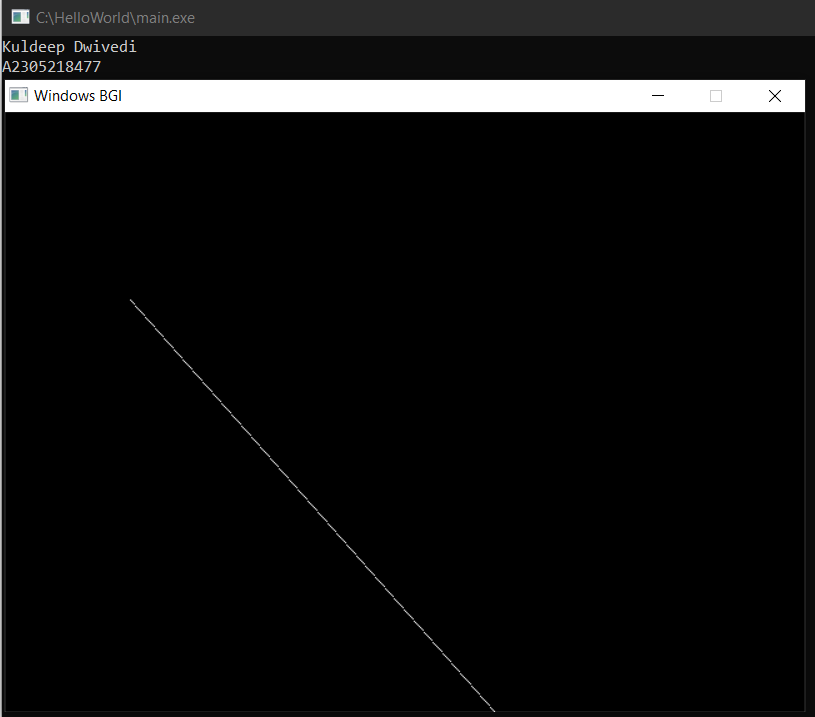 C:\HelloWorld\main.exe
Kuldeep Dwivedi
A2305218477
Windows BGI